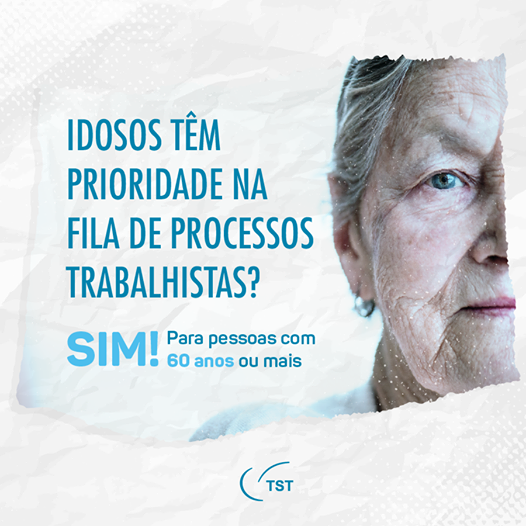 IDOSOS TÊM
PRIORIDADE NA
FILA DE PROCESSOS
TRABALHISTAS?
SIM! Para pessoas com
60 anos ou mais
TST